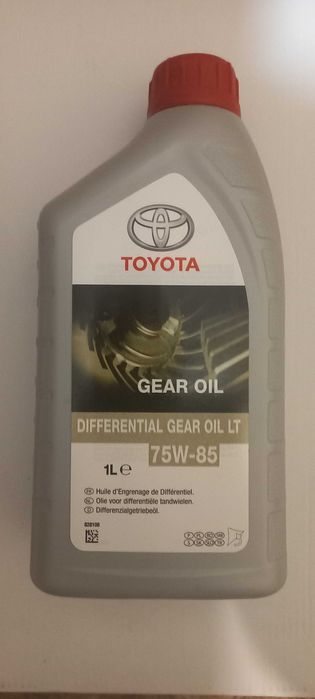 TOYOTA
GEAR OIL
DIFFERENTIAL GEAR OIL LT
75W-85
1L e
Huile d'Engrenage de Différentiel.
Olie voor differentiële tandwielen.
Differenzialgetriebeöl.